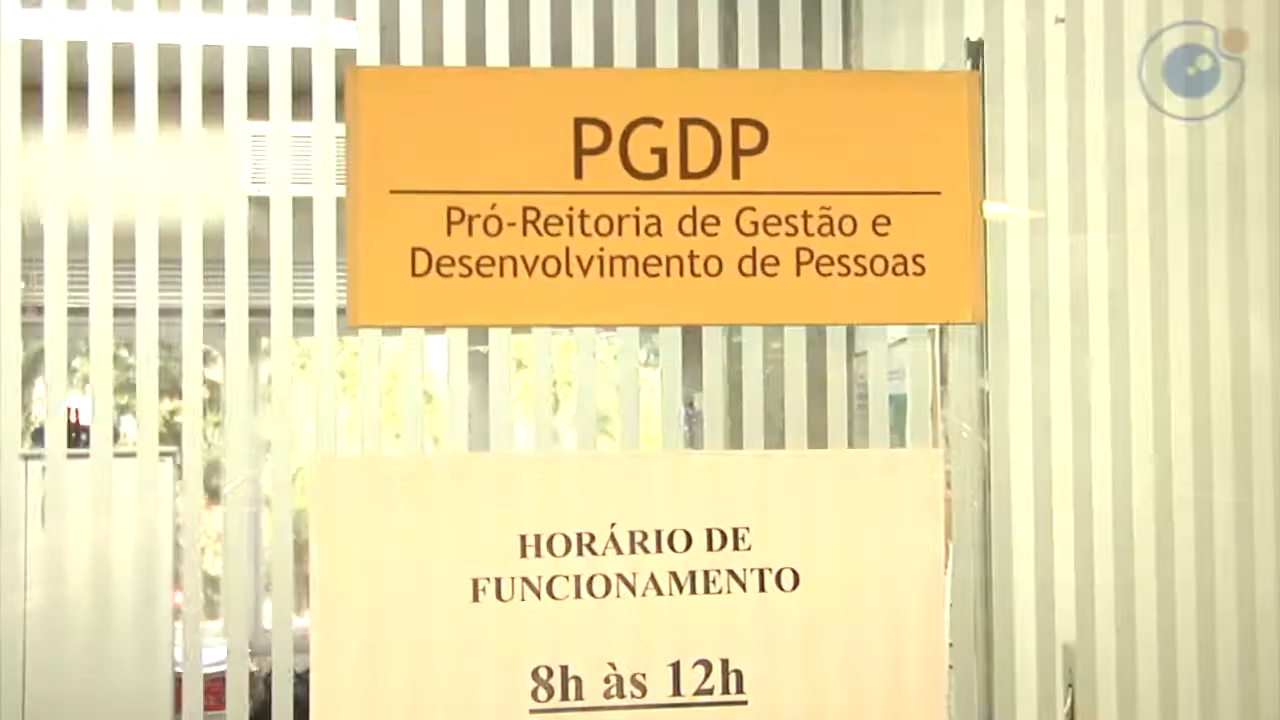 PGDP
Pró-Reitoria de Gestão e
Desenvolvimento de Pessoas
HORÁRIO DE
FUNCIONAMENTO
8h às 12h